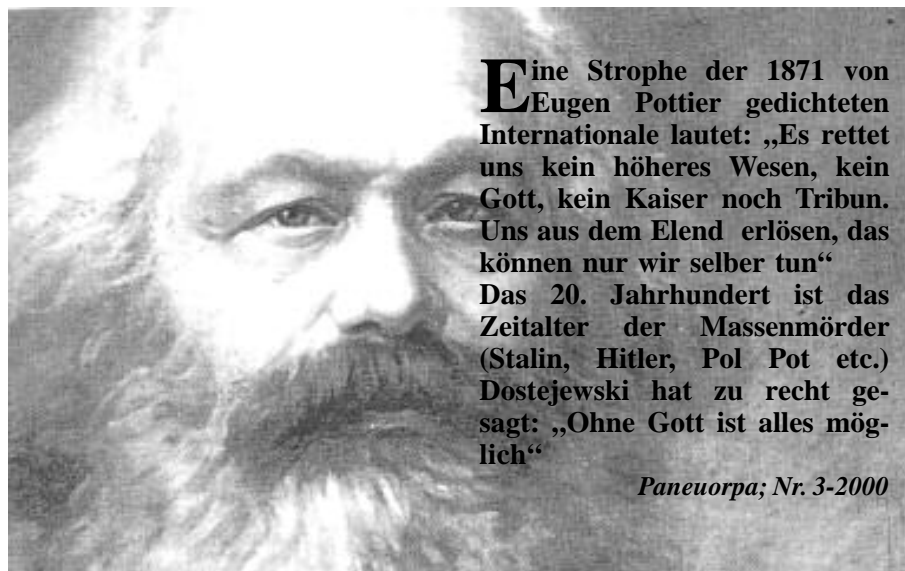 Eine Strophe der 1871 von
Eugen Pottier gedichteten
Internationale lautet: „Es rettet
uns kein höheres Wesen, kein
Gott, kein Kaiser noch Tribun.
Uns aus dem Elend erlösen, das
können nur wir selber tun“
Das 20. Jahrhundert ist das
Zeitalter der Massenmörder
(Stalin, Hitler, Pol Pot etc.)
Dostejewski hat zu recht ge-
sagt: „Ohne Gott ist alles mög-
lich“
Paneuorpa; Nr. 3-2000